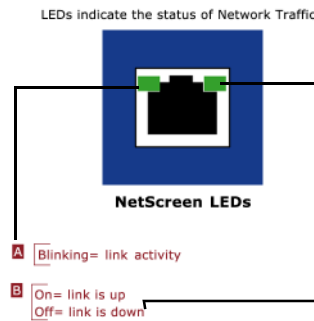 LEDs indicate the status of Network Traffic
NetScreen LEDs
A Blinking= link activity
B On= link is up
Off= link is down